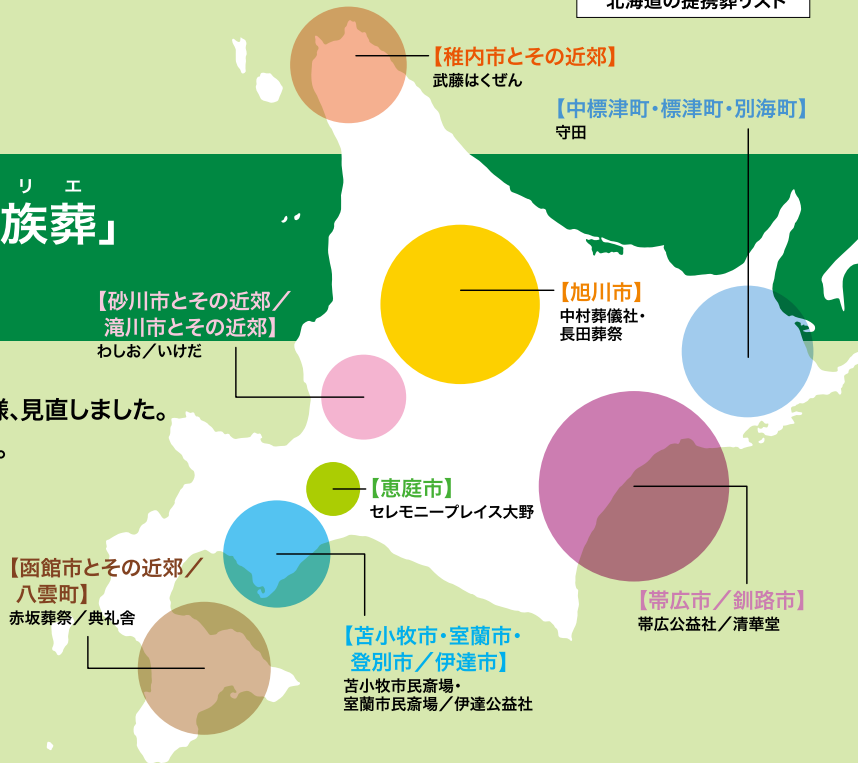 北海道の提携葬リスト
【稚内市とその近郊】
武藤はくぜん
【中標津町・標津町・別海町】
守田
リエ
族葬」
【砂川市とその近郊／
滝川市とその近郊】
わしお／いけだ
【旭川市】
中村葬儀社・
長田葬祭
様、見直しました。
。
【恵庭市】
セレモニープレイス大野
【函館市とその近郊／
八雲町】
赤坂葬祭／典礼舎
【帯広市／釧路市】
帯広公益社／清華堂
【苫小牧市・室蘭市・
登別市／伊達市】
苫小牧市民斎場・
室蘭市民斎場／伊達公益社